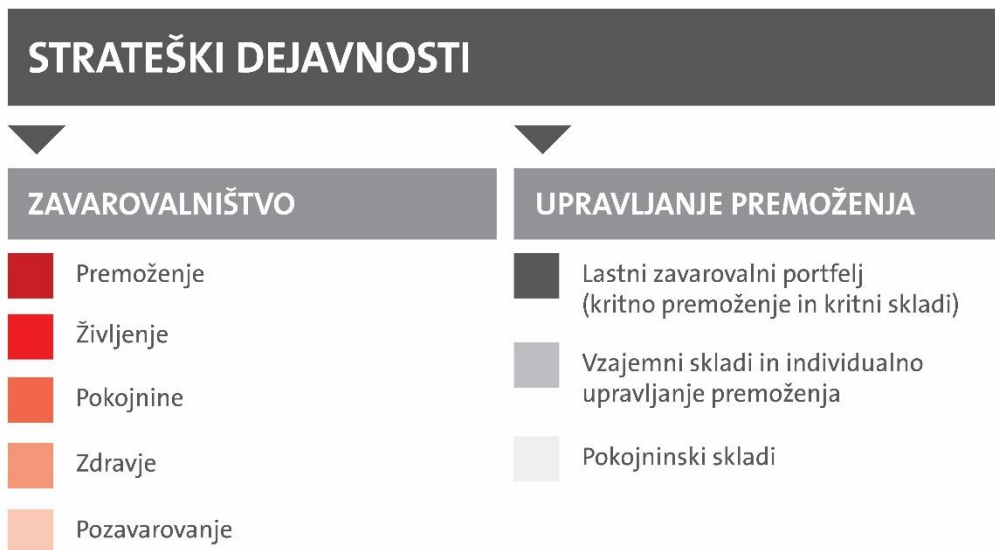 STRATEŠKI DEJAVNOSTI
ZAVAROVALNIŠTVO
Premoženje
Življenje
Pokojnine
Zdravje
Pozavarovanje
UPRAVLJANJE PREMOŽENJA
Lastni zavarovalni portfelj
(kritno premoženje in kritni skladi)
Vzajemni skladi in individualno
upravljanje premoženja
Pokojninski skladi